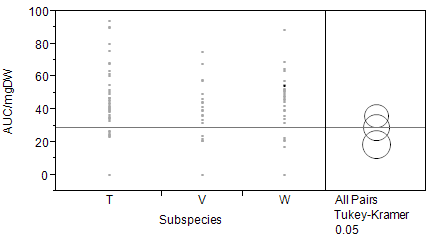 100
80
60
40
20
0
AUC/mgDW
T V W
Subspecies
All Pairs
Tukey-Kramer
0.05